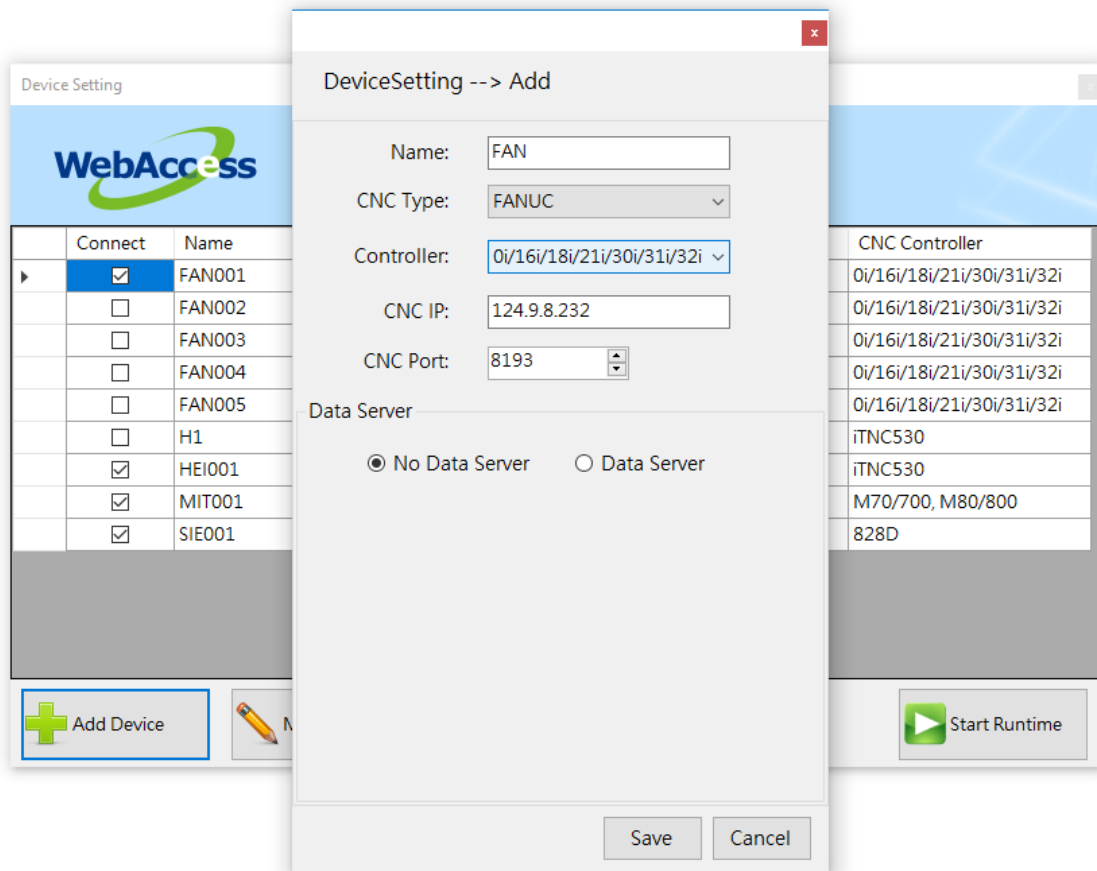 x
DeviceSetting --> Add
Name: FAN
CNC Type: FANUC
Controller: 0i/16i/18i/21i/30i/31i/32i
CNC IP: 124.9.8.232
CNC Port: 8193
Data Server
No Data Server Data Server
Save Cancel
Device Setting
x
WebAccess
Connect Name CNC Controller
FAN001 0i/16i/18i/21i/30i/31i/32i
FAN002 0i/16i/18i/21i/30i/31i/32i
FAN003 0i/16i/18i/21i/30i/31i/32i
FAN004 0i/16i/18i/21i/30i/31i/32i
FAN005 0i/16i/18i/21i/30i/31i/32i
H1 iTNC530
HEI001 iTNC530
MIT001 M70/700, M80/800
SIE001 828D
Add Device Start Runtime